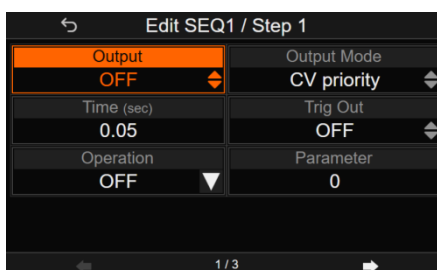 Edit SEQ1 / Step 1
Output
Output Mode
OFF
CV priority
Time (sec)
Trig Out
0.05
OFF
Operation
Parameter
OFF
0
1 / 3